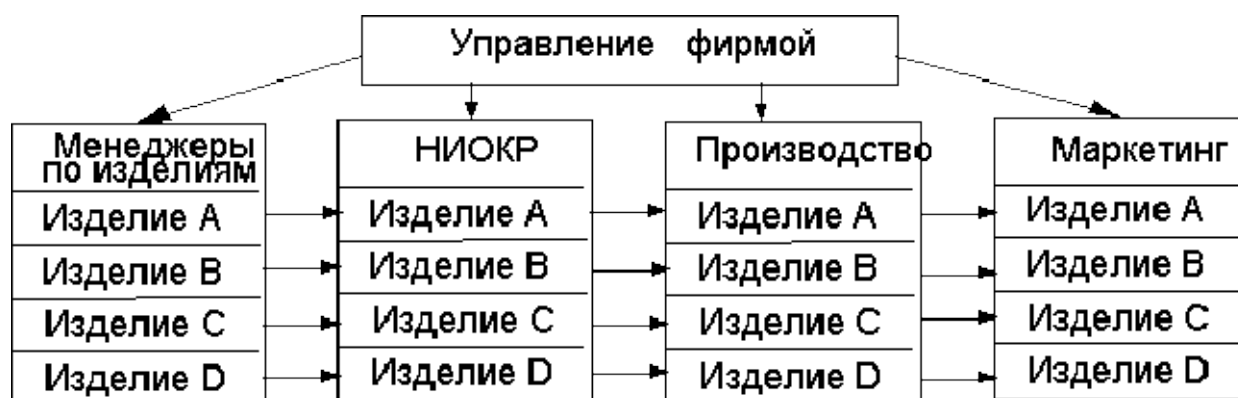 Управление фирмой
Менеджеры
по изделиям
НИОКР
Производство
Маркетинг
Изделие A
Изделие A
Изделие A
Изделие A
Изделие B
Изделие B
Изделие B
Изделие B
Изделие C
Изделие C
Изделие C
Изделие C
Изделие D
Изделие D
Изделие D
Изделие D